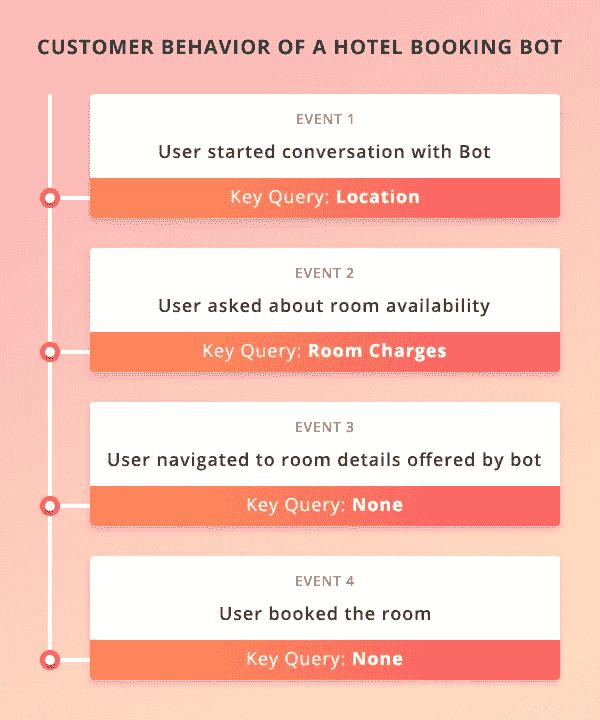 CUSTOMER BEHAVIOR OF A HOTEL BOOKING BOT
EVENT 1
User started conversation with Bot
Key Query: Location
EVENT 2
User asked about room availability
Key Query: Room Charges
EVENT 3
User navigated to room details offered by bot
Key Query: None
EVENT 4
User booked the room
Key Query: None